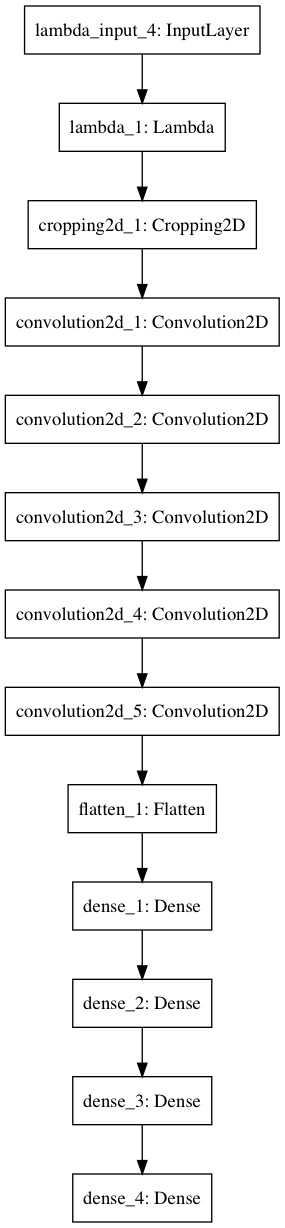 lambda_input_4: InputLayer
lambda_1: Lambda
cropping2d_1: Cropping2D
convolution2d_1: Convolution2D
convolution2d_2: Convolution2D
convolution2d_3: Convolution2D
convolution2d_4: Convolution2D
convolution2d_5: Convolution2D
flatten_1: Flatten
dense_1: Dense
dense_2: Dense
dense_3: Dense
dense_4: Dense